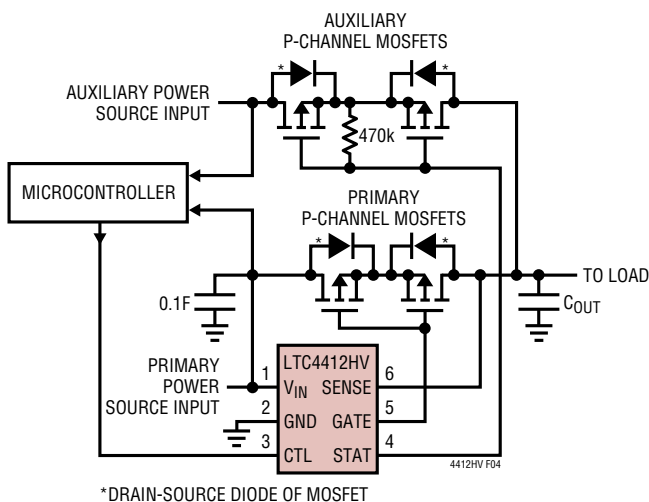 AUXILIARY
P-CHANNEL MOSFETS
*
*
AUXILIARY POWER
SOURCE INPUT
470k
MICROCONTROLLER
PRIMARY
P-CHANNEL MOSFETS
*
*
TO LOAD
0.1F
COUT
PRIMARY
POWER
SOURCE INPUT
LTC4412HV
1
6
VIN SENSE
2
5
GND GATE
3
4
CTL STAT
4412HV F04
*DRAIN-SOURCE DIODE OF MOSFET